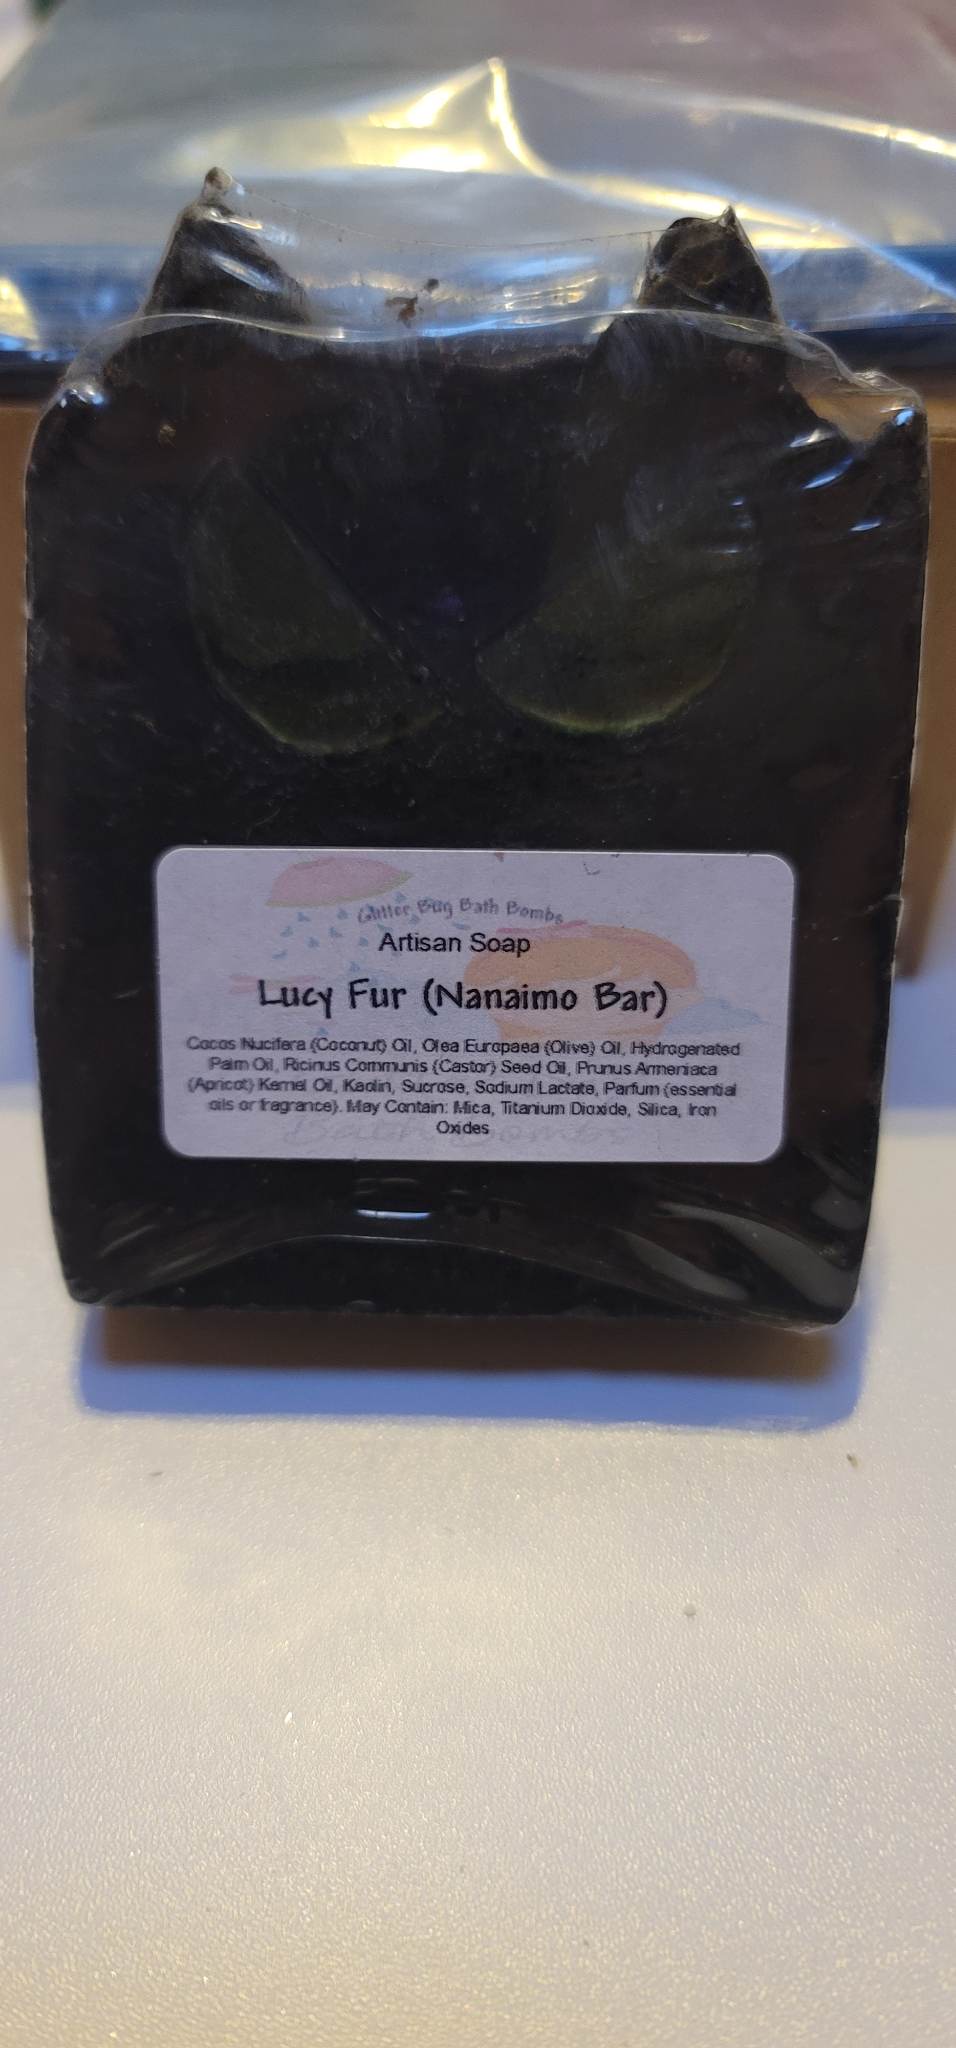 Glitter Bug Bath Bombs
Artisan Soap
Lucy Fur (Nanaimo Bar)
Cocos Nucifera (Coconut) Oil, Olea Europaea (Olive) Oil, Hydrogenated
Palm Oil, Ricinus Communis (Castor) Seed Oil, Prunus Armeniaca
(Apricot) Kernel Oil, Kaolin, Sucrose, Sodium Lactate, Parfum (essential
oils or fragrance). May Contain: Mica, Titanium Dioxide, Silica, Iron
Oxides